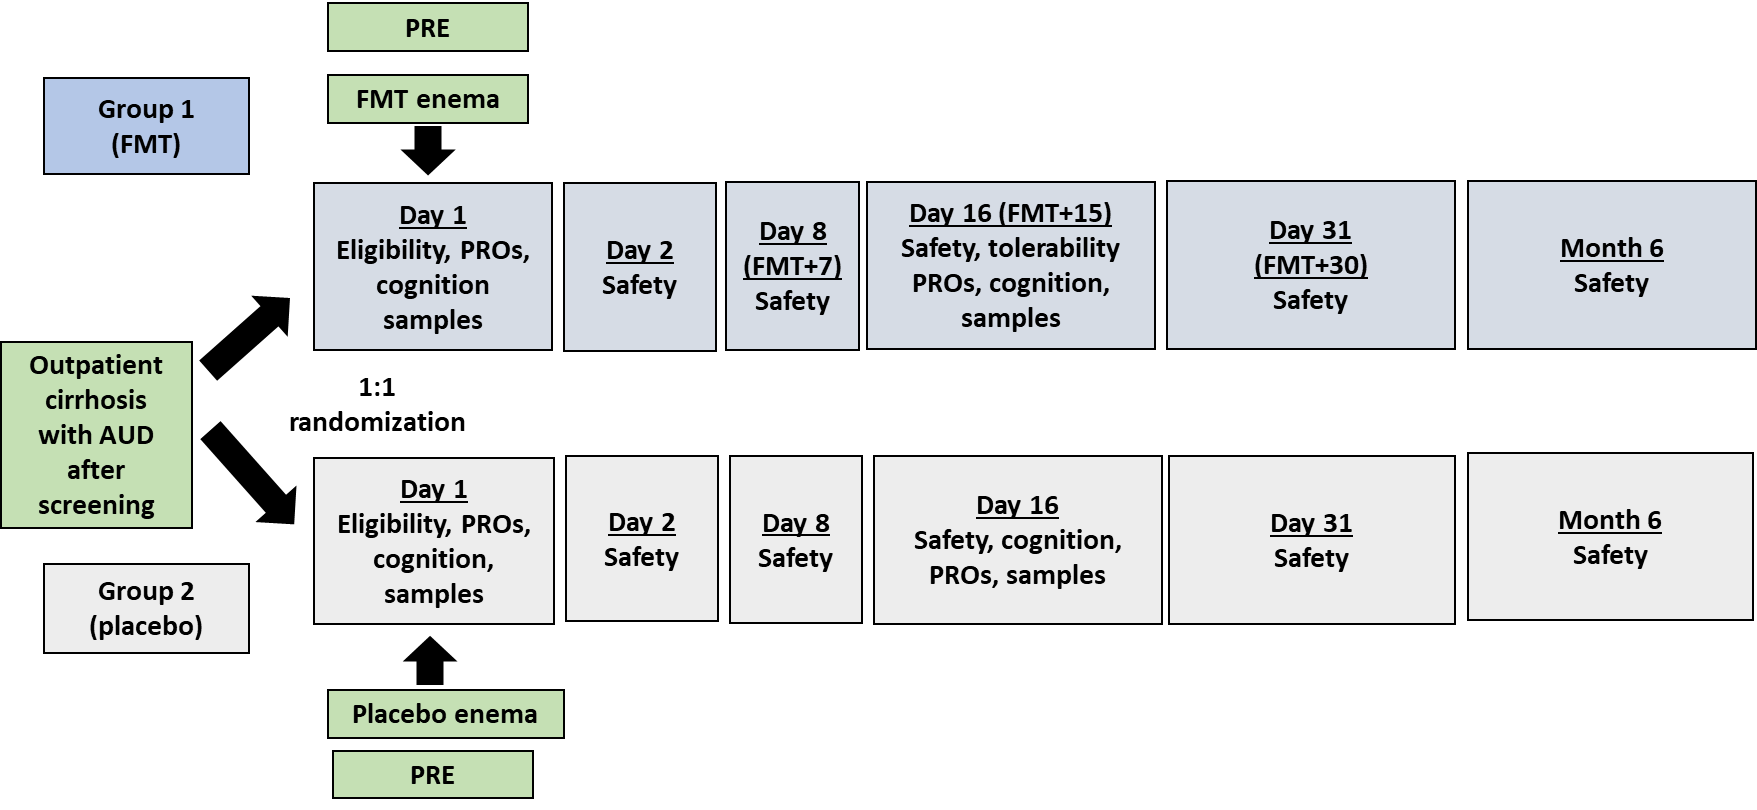 PRE
FMT enema
Group 1
(FMT)
Day 1
Eligibility, PROs,
cognition
samples
Day 2
Safety
Day 8
(FMT+7)
Safety
Day 16 (FMT+15)
Safety, tolerability
PROs, cognition,
samples
Day 31
(FMT+30)
Safety
Month 6
Safety
Outpatient
cirrhosis
with AUD
after
screening
1:1
randomization
Day 1
Eligibility, PROs,
cognition,
samples
Day 2
Safety
Day 8
Safety
Day 16
Safety, cognition,
PROs, samples
Day 31
Safety
Month 6
Safety
Group 2
(placebo)
Placebo enema
PRE